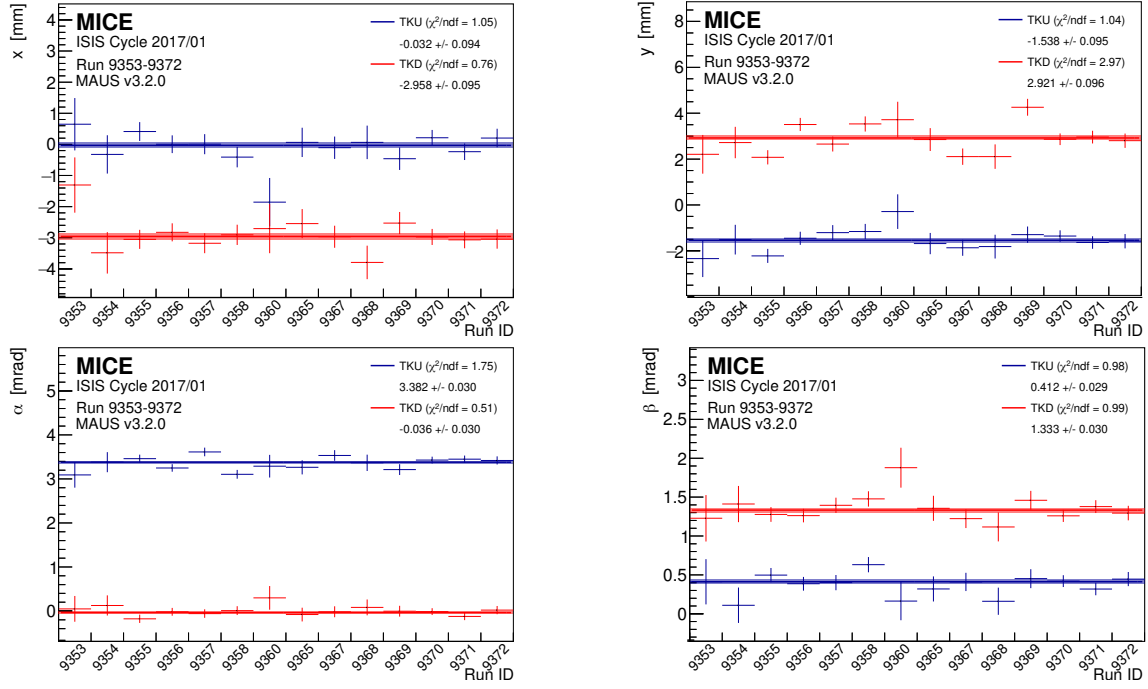 x [mm]
4
3
2
1
0
−1
−2
−3
−4
MICE
ISIS Cycle 2017/01
Run 9353-9372
MAUS v3.2.0
TKU (χ²/ndf = 1.05)
-0.032 +/- 0.094
TKD (χ²/ndf = 0.76)
-2.958 +/- 0.095
9353 9354 9355 9356 9357 9358 9360 9365 9367 9368 9369 9370 9371 9372
Run ID
y [mm]
8
6
4
2
0
−2
MICE
ISIS Cycle 2017/01
Run 9353-9372
MAUS v3.2.0
TKU (χ²/ndf = 1.04)
-1.538 +/- 0.095
TKD (χ²/ndf = 2.97)
2.921 +/- 0.096
9353 9354 9355 9356 9357 9358 9360 9365 9367 9368 9369 9370 9371 9372
Run ID
α [mrad]
5
4
3
2
1
0
MICE
ISIS Cycle 2017/01
Run 9353-9372
MAUS v3.2.0
TKU (χ²/ndf = 1.75)
3.382 +/- 0.030
TKD (χ²/ndf = 0.51)
-0.036 +/- 0.030
9353 9354 9355 9356 9357 9358 9360 9365 9367 9368 9369 9370 9371 9372
Run ID
β [mrad]
3
2.5
2
1.5
1
0.5
0
MICE
ISIS Cycle 2017/01
Run 9353-9372
MAUS v3.2.0
TKU (χ²/ndf = 0.98)
0.412 +/- 0.029
TKD (χ²/ndf = 0.99)
1.333 +/- 0.030
9353 9354 9355 9356 9357 9358 9360 9365 9367 9368 9369 9370 9371 9372
Run ID